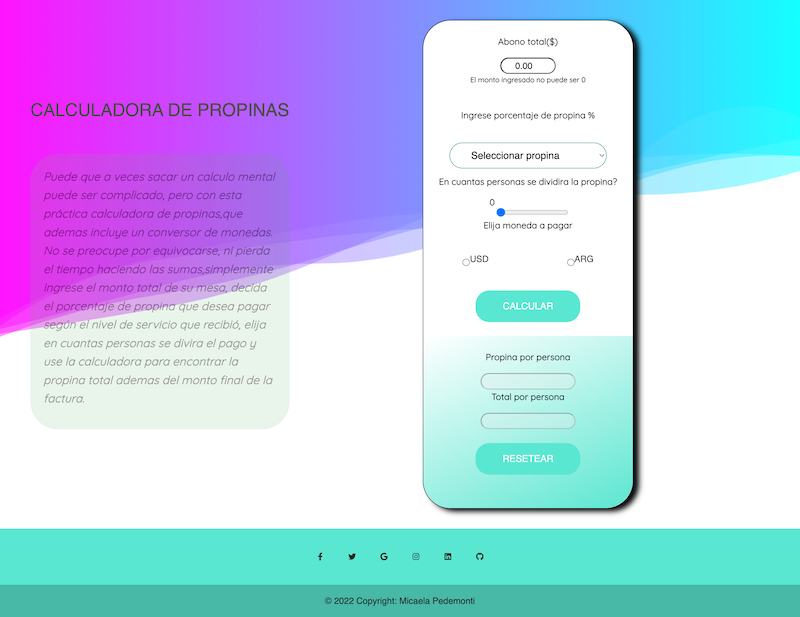 CALCULADORA DE PROPINAS
Puede que a veces sacar un calculo mental
puede ser complicado, pero con esta
práctica calculadora de propinas,que
ademas incluye un conversor de monedas.
No se preocupe por equivocarse, ni pierda
el tiempo haciendo las sumas,simplemente
ingrese el monto total de su mesa, decida
el porcentaje de propina que desea pagar
según el nivel de servicio que recibió, elija
en cuantas personas se divira el pago y
use la calculadora para encontrar la
propina total ademas del monto final de la
factura.
Abono total($)
0.00
El monto ingresado no puede ser 0
Ingrese porcentaje de propina %
Seleccionar propina
En cuantas personas se dividira la propina?
0
Elija moneda a pagar
USD ARG
CALCULAR
Propina por persona
Total por persona
RESETEAR
© 2022 Copyright: Micaela Pedemonti